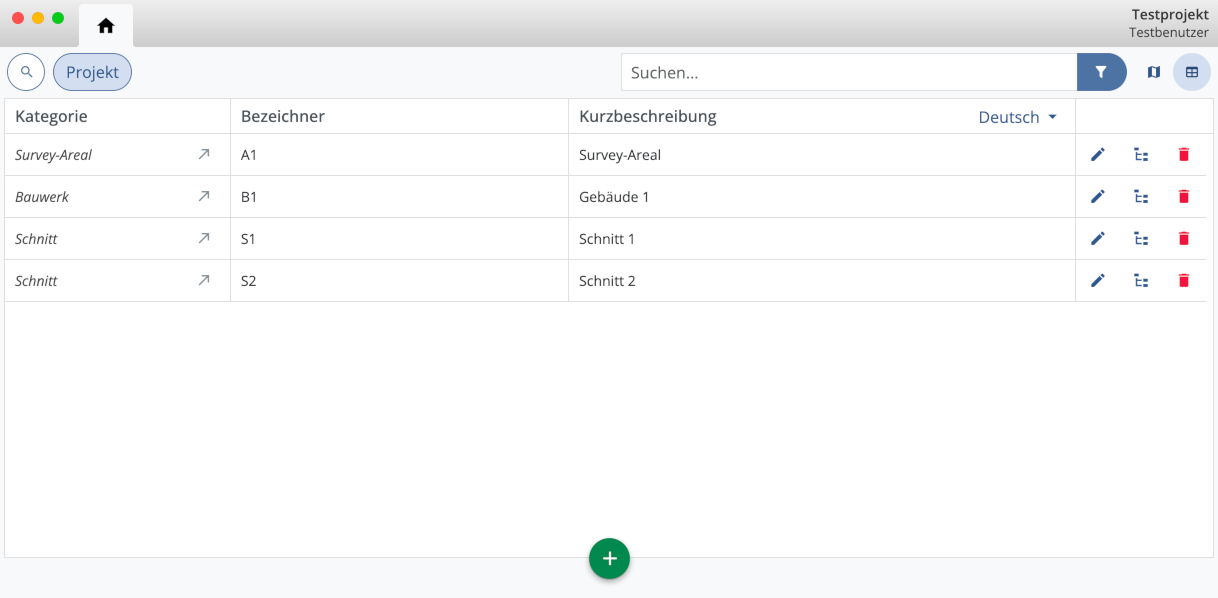 Testprojekt
Testbenutzer
Projekt
Suchen...
Kategorie Bezeichner Kurzbeschreibung Deutsch
Survey-Areal A1 Survey-Areal
Bauwerk B1 Gebäude 1
Schnitt S1 Schnitt 1
Schnitt S2 Schnitt 2